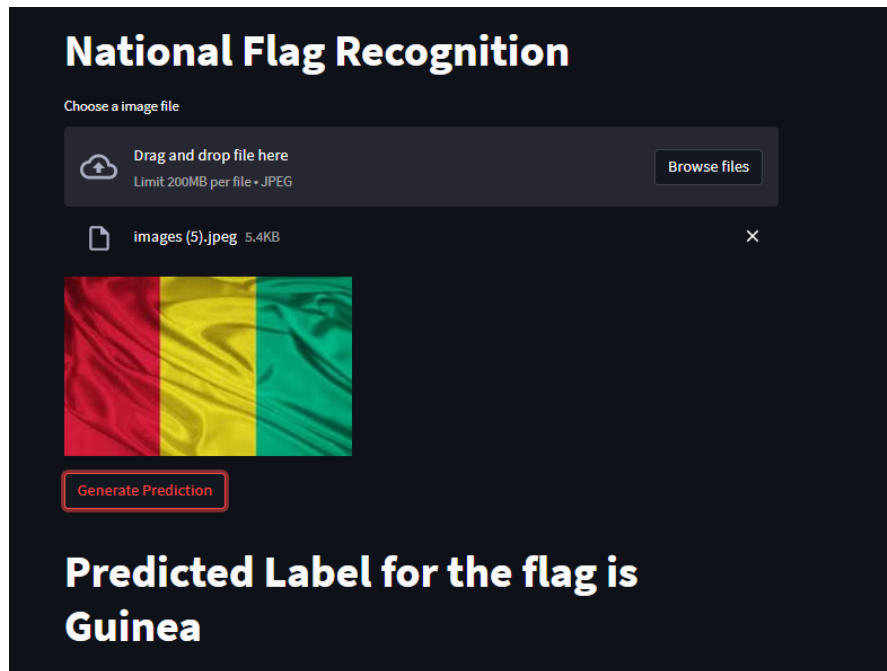 National Flag Recognition
Choose a image file
Drag and drop file here
Limit 200MB per file • JPEG
Browse files
images (5).jpeg 5.4KB
Generate Prediction
Predicted Label for the flag is
Guinea